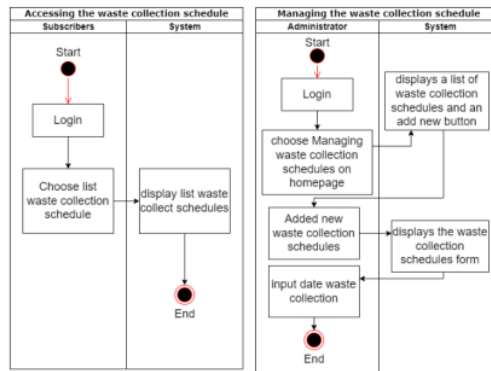 Accessing the waste collection schedule
Subscribers
System
Start
Login
Choose list
waste collection
schedule
display list waste
collect schedules
End
Managing the waste collection schedule
Administrator
System
Start
Login
displays a list of
waste collection
schedules and an
add new button
choose Managing
waste collection
schedules on
homepage
Added new
waste collection
schedules
displays the waste
collection
schedules form
input date waste
collection
End